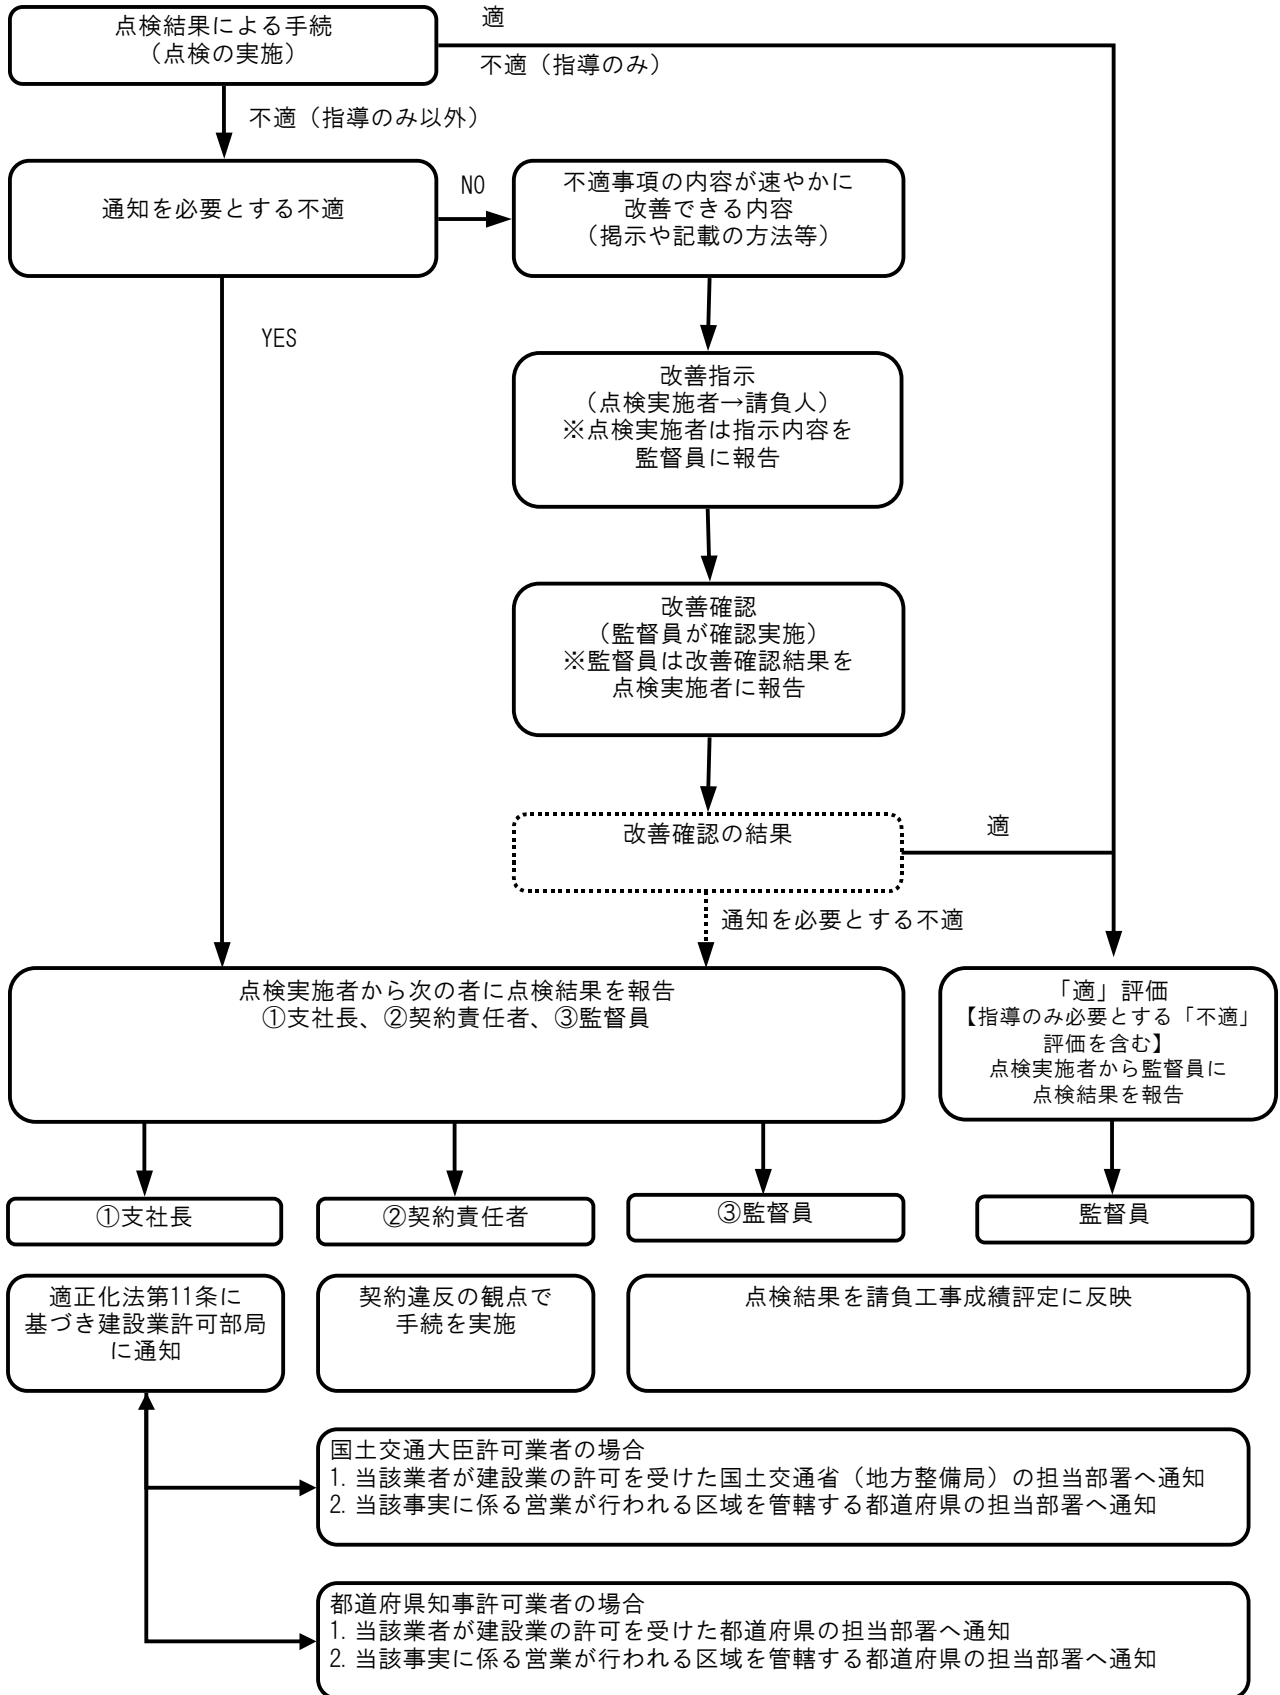 点検結果による手続
（点検の実施）
適
不適（指導のみ）
不適（指導のみ以外）
通知を必要とする不適
NO
不適事項の内容が速やかに
改善できる内容
（掲示や記載の方法等）
YES
改善指示
（点検実施者→請負人）
※点検実施者は指示内容を
監督員に報告
改善確認
（監督員が確認実施）
※監督員は改善確認結果を
点検実施者に報告
改善確認の結果
適
通知を必要とする不適
点検実施者から次の者に点検結果を報告
①支社長、②契約責任者、③監督員
「適」評価
【指導のみ必要とする「不適」
評価を含む】
点検実施者から監督員に
点検結果を報告
①支社長
②契約責任者
③監督員
監督員
適正化法第11条に
基づき建設業許可部局
に通知
契約違反の観点で
手続を実施
点検結果を請負工事成績評定に反映
国土交通大臣許可業者の場合
1. 当該業者が建設業の許可を受けた国土交通省（地方整備局）の担当部署へ通知
2. 当該事実に係る営業が行われる区域を管轄する都道府県の担当部署へ通知
都道府県知事許可業者の場合
1. 当該業者が建設業の許可を受けた都道府県の担当部署へ通知
2. 当該事実に係る営業が行われる区域を管轄する都道府県の担当部署へ通知